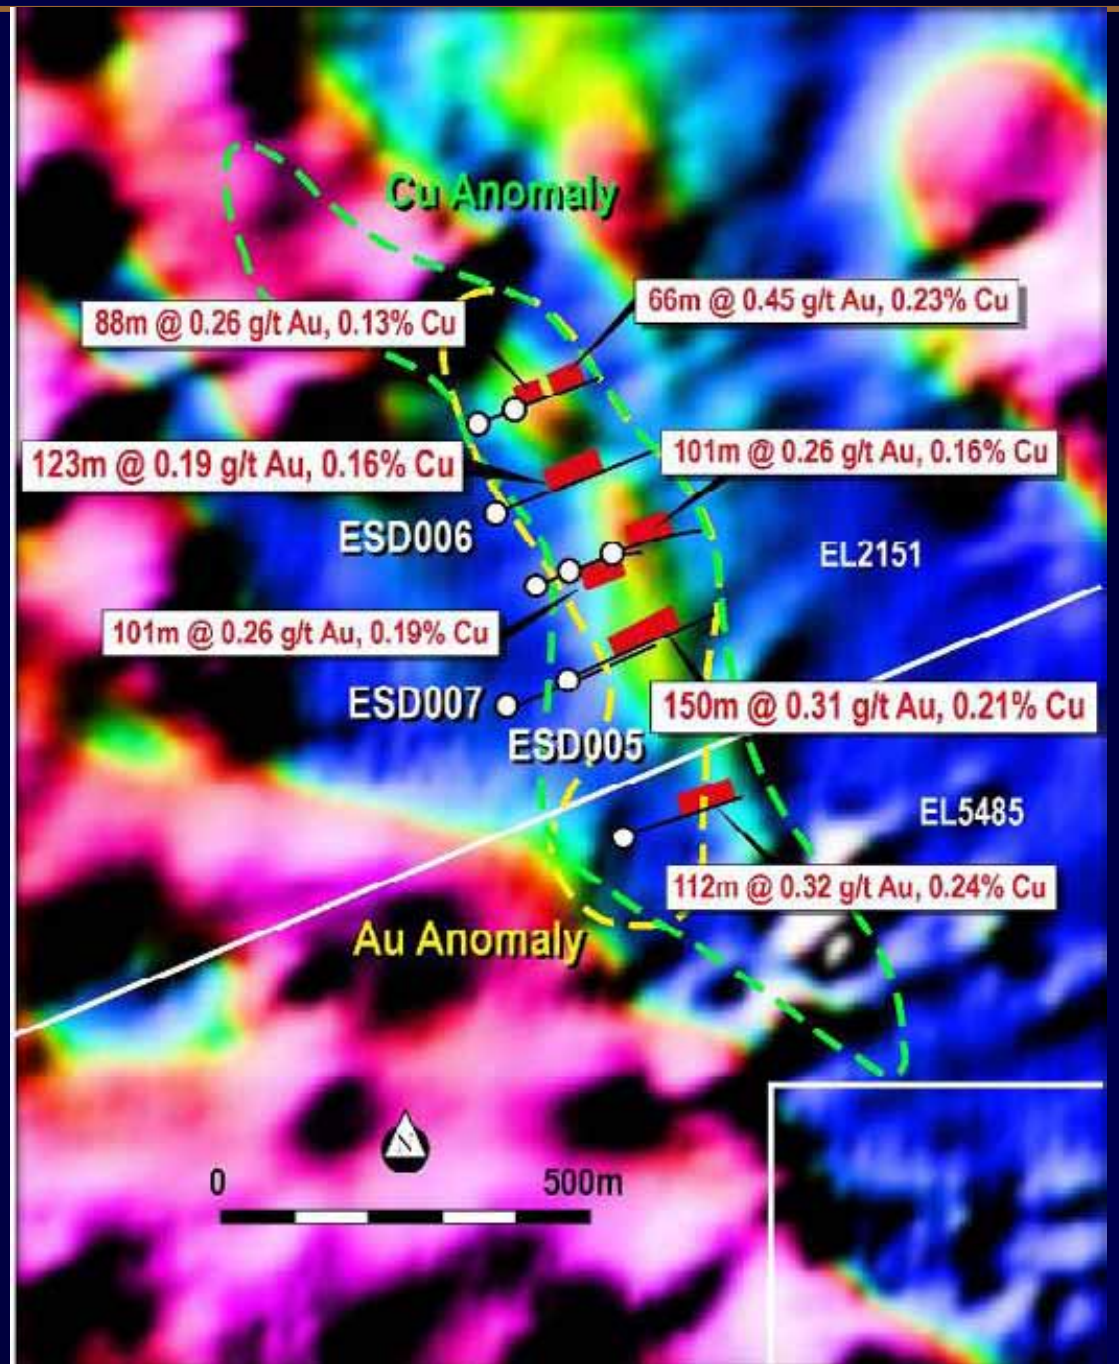 Cu Anomaly
66m @ 0.45 g/t Au, 0.23% Cu
88m @ 0.26 g/t Au, 0.13% Cu
101m @ 0.26 g/t Au, 0.16% Cu
123m @ 0.19 g/t Au, 0.16% Cu
ESD006
EL2151
101m @ 0.26 g/t Au, 0.19% Cu
ESD007
150m @ 0.31 g/t Au, 0.21% Cu
ESD005
EL5485
112m @ 0.32 g/t Au, 0.24% Cu
Au Anomaly
N
0 500m